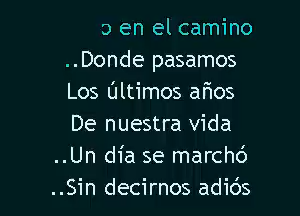 en el camino
..Donde pasamos
Los últimos años
De nuestra vida
..Un día se marchó
..Sin decirnos adiós